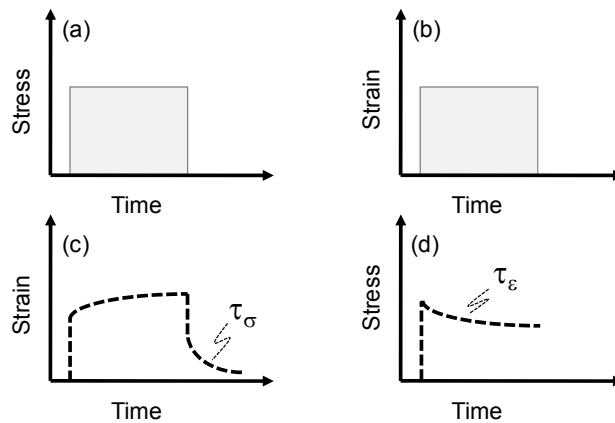 (a)
Stress
Time
(b)
Strain
Time
(c)
Strain
τσ
Time
(d)
Stress
τε
Time